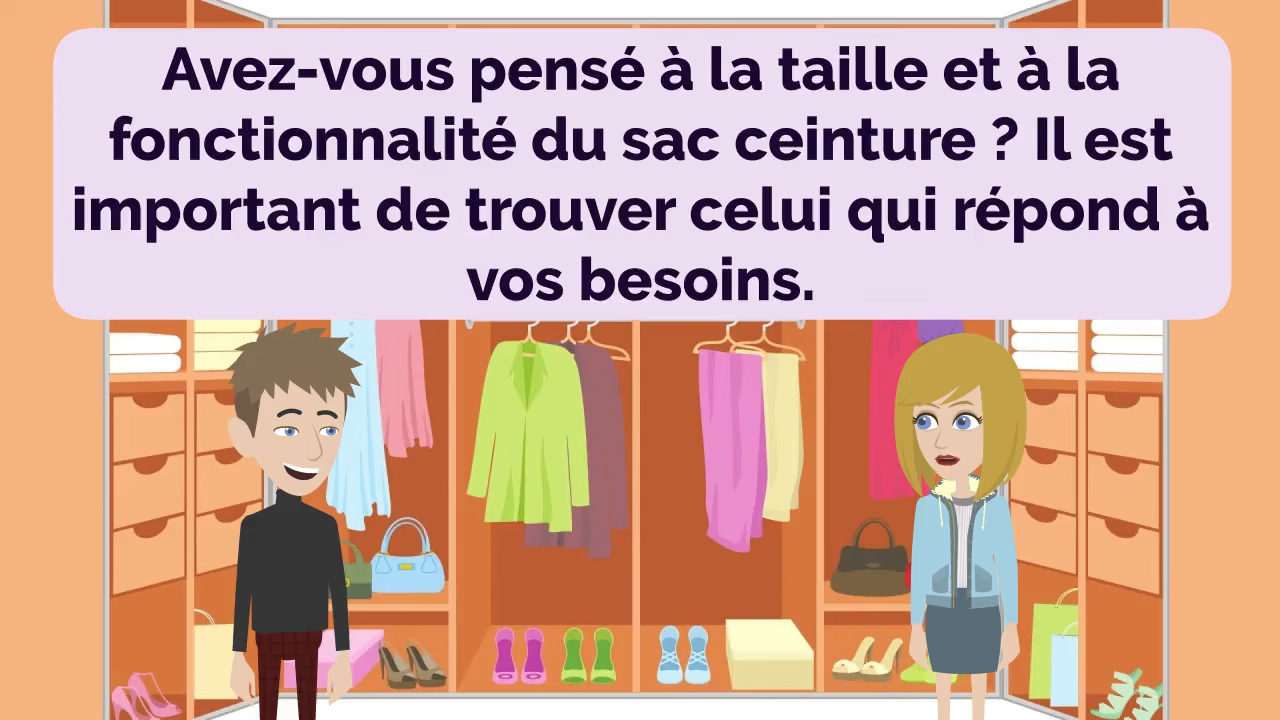 Avez-vous pensé à la taille et à la
fonctionnalité du sac ceinture ? Il est
important de trouver celui qui répond à
vos besoins.